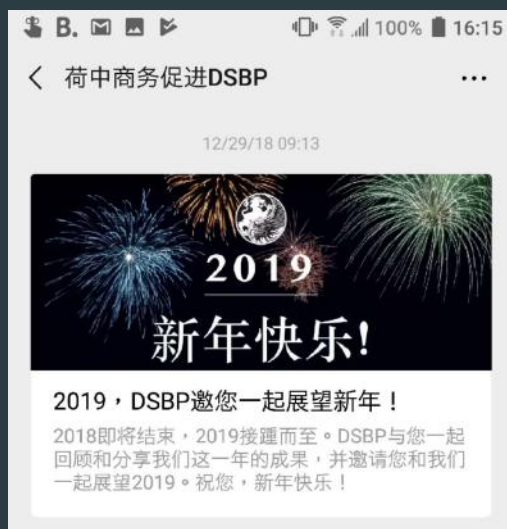 B. 100% 16:15
荷中商务促进DSBP
12/29/18 09:13
2019
新年快乐!
2019，DSBP邀您一起展望新年！
2018即将结束，2019接踵而至。DSBP与您一起
回顾和分享我们这一年的成果，并邀请您和我们
一起展望2019。祝您，新年快乐！